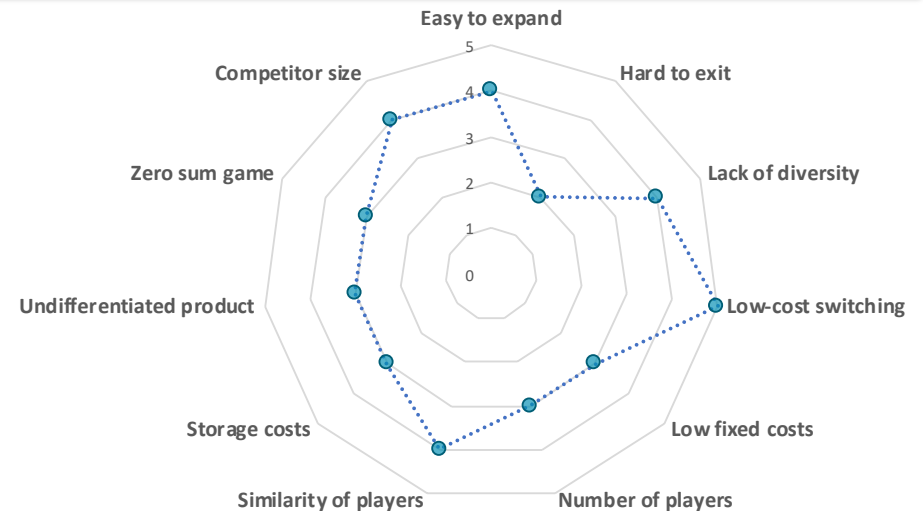 Easy to expand
5
Competitor size
Hard to exit
4
3
Zero sum game
Lack of diversity
2
1
0
Undifferentiated product
Low-cost switching
Storage costs
Low fixed costs
Similarity of players
Number of players